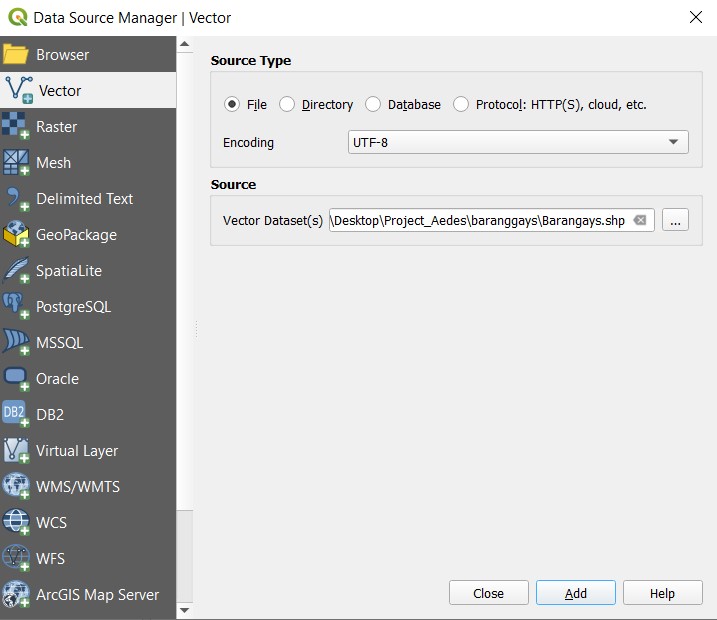 Data Source Manager | Vector
Browser
Vector
Raster
Mesh
Delimited Text
GeoPackage
SpatiaLite
PostgreSQL
MSSQL
Oracle
DB2
DB2
Virtual Layer
WMS/WMTS
WCS
WFS
ArcGIS Map Server
Source Type
File Directory Database Protocol: HTTP(S), cloud, etc.
Encoding UTF-8
Source
Vector Dataset(s) \Desktop\Project_Aedes\baranggays\Barangays.shp ...
Close Add Help